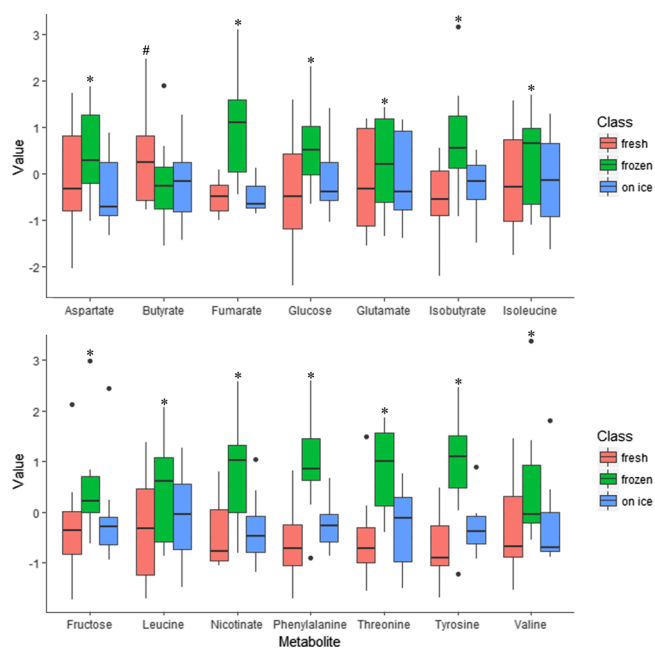 * # * * * * *
3
2
1
0
-1
-2
Value
Aspartate Butyrate Fumarate Glucose Glutamate Isobutyrate Isoleucine
Class
fresh
frozen
on ice
* * * * * * *
3
2
1
0
-1
Value
Fructose Leucine Nicotinate Phenylalanine Threonine Tyrosine Valine
Metabolite
Class
fresh
frozen
on ice